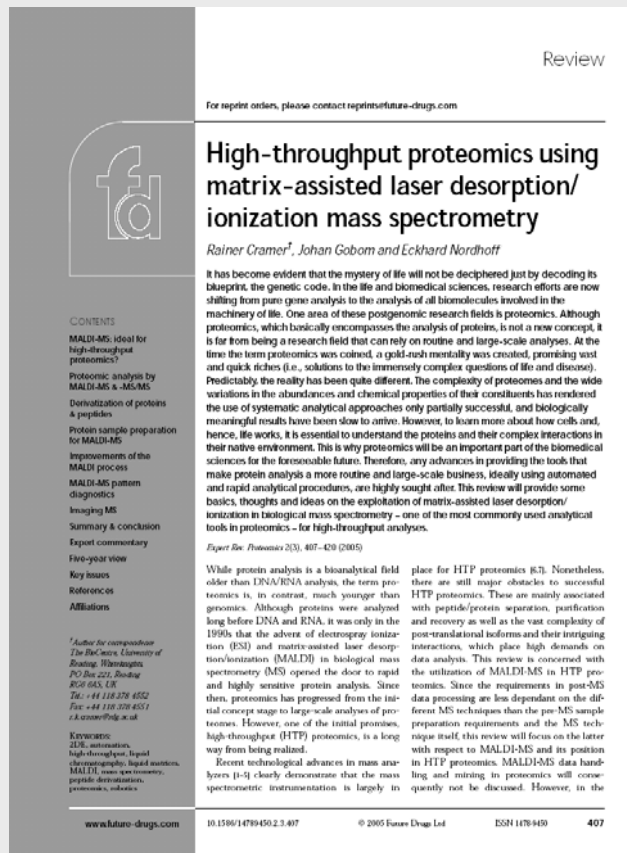 Review
For reprint orders, please contact reprints@future-drugs.com
fd
High-throughput proteomics using
matrix-assisted laser desorption/
ionization mass spectrometry
Rainer Cramer†, Johan Gobom and Eckhard Nordhoff
It has become evident that the mystery of life will not be deciphered just by decoding its
blueprint, the genetic code. In the life and biomedical sciences, research efforts are now
shifting from pure gene analysis to the analysis of all biomolecules involved in the
machinery of life. One area of these postgenomic research fields is proteomics. Although
proteomics, which basically encompasses the analysis of proteins, is not a new concept, it
is far from being a research field that can rely on routine and large-scale analyses. At the
time the term proteomics was coined, a gold-rush mentality was created, promising vast
and quick riches (i.e., solutions to the immensely complex questions of life and disease).
Predictably, the reality has been quite different. The complexity of proteomes and the wide
variations in the abundances and chemical properties of their constituents has rendered
the use of systematic analytical approaches only partially successful, and biologically
meaningful results have been slow to arrive. However, to learn more about how cells and,
hence, life works, it is essential to understand the proteins and their complex interactions in
their native environment. This is why proteomics will be an important part of the biomedical
sciences for the foreseeable future. Therefore, any advances in providing the tools that
make protein analysis a more routine and large-scale business, ideally using automated
and rapid analytical procedures, are highly sought after. This review will provide some
basics, thoughts and ideas on the exploitation of matrix-assisted laser desorption/
ionization in biological mass spectrometry – one of the most commonly used analytical
tools in proteomics – for high-throughput analyses.
Expert Rev. Proteomics 2(3), 407–420 (2005)
CONTENTS
MALDI-MS: ideal for
high-throughput
proteomics?
Proteomic analysis by
MALDI-MS & -MS/MS
Derivatization of proteins
& peptides
Protein sample preparation
for MALDI-MS
Improvements of the
MALDI process
MALDI-MS pattern
diagnostics
Imaging MS
Summary & conclusion
Expert commentary
Five-year view
Key issues
References
Affiliations
†Author for correspondence
The BioCentre, University of
Reading, Whiteknights,
PO Box 221, Reading
RG6 6AS, UK
Tel.: +44 118 378 4552
Fax: +44 118 378 4551
r.k.cramer@rdg.ac.uk
KEYWORDS:
2DE, automation,
high-throughput, liquid
chromatography, liquid matrices,
MALDI, mass spectrometry,
peptide derivatization,
proteomics, robotics
While protein analysis is a bioanalytical field
older than DNA/RNA analysis, the term pro-
teomics is, in contrast, much younger than
genomics. Although proteins were analyzed
long before DNA and RNA, it was only in the
1990s that the advent of electrospray ioniza-
tion (ESI) and matrix-assisted laser desorp-
tion/ionization (MALDI) in biological mass
spectrometry (MS) opened the door to rapid
and highly sensitive protein analysis. Since
then, proteomics has progressed from the ini-
tial concept stage to large-scale analyses of pro-
teomes. However, one of the initial promises,
high-throughput (HTP) proteomics, is a long
way from being realized.
Recent technological advances in mass ana-
lyzers [1–5] clearly demonstrate that the mass
spectrometric instrumentation is largely in
place for HTP proteomics [6,7]. Nonetheless,
there are still major obstacles to successful
HTP proteomics. These are mainly associated
with peptide/protein separation, purification
and recovery as well as the vast complexity of
post-translational isoforms and their intriguing
interactions, which place high demands on
data analysis. This review is concerned with
the utilization of MALDI-MS in HTP pro-
teomics. Since the requirements in post-MS
data processing are less dependant on the dif-
ferent MS techniques than the pre-MS sample
preparation requirements and the MS tech-
nique itself, this review will focus on the latter
with respect to MALDI-MS and its position
in HTP proteomics. MALDI-MS data hand-
ling and mining in proteomics will conse-
quently not be discussed. However, in the
www.future-drugs.com
10.1586/14789450.2.3.407
© 2005 Future Drugs Ltd
ISSN 1478-9450
407